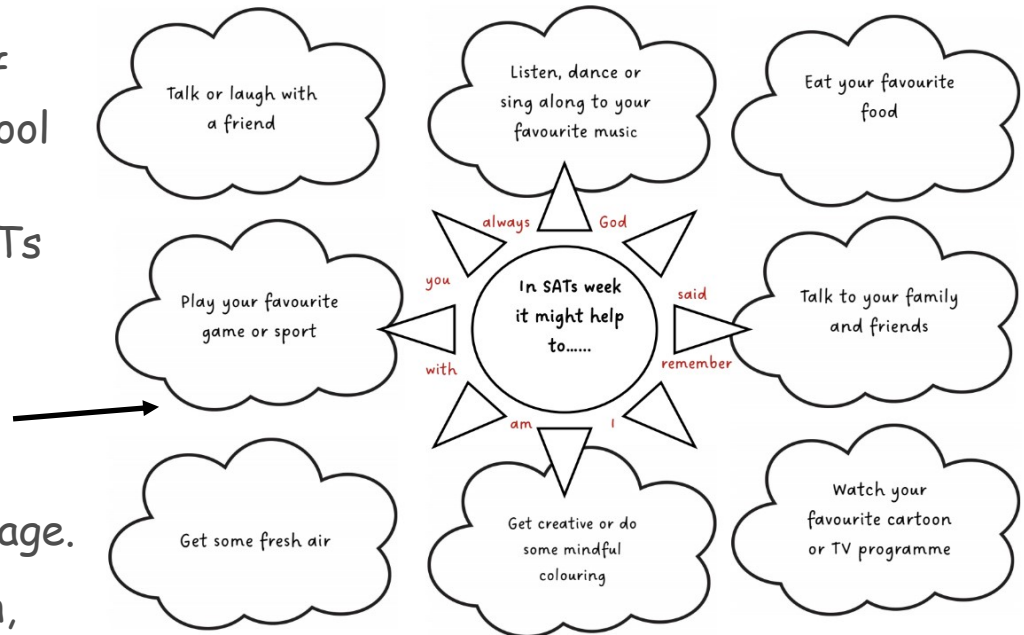 ool
Ts
age.
Talk or laugh with
a friend
Listen, dance or
sing along to your
favourite music
Eat your favourite
food
Play your favourite
game or sport
In SATs week
it might help
to......
God
said
remember
I
am
with
you
always
Talk to your family
and friends
Get some fresh air
Get creative or do
some mindful
colouring
Watch your
favourite cartoon
or TV programme